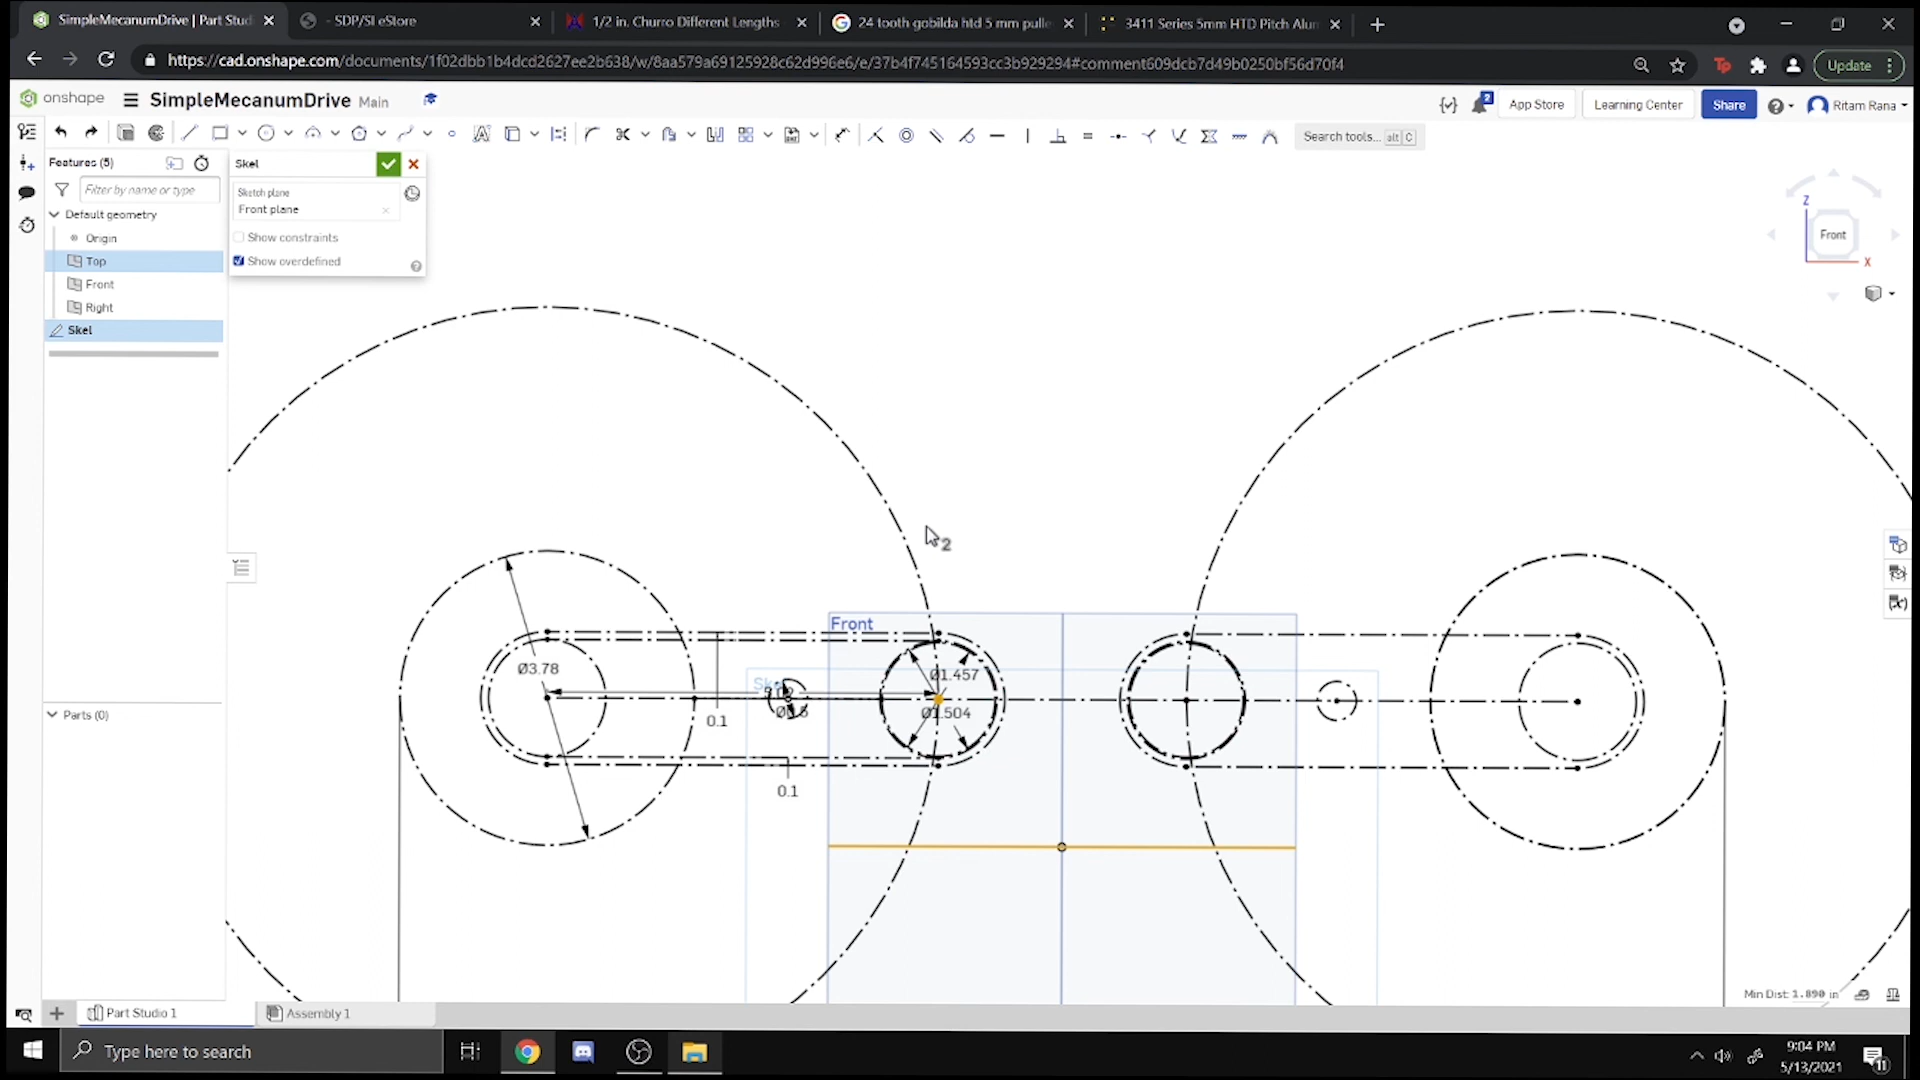 SimpleMecanumDrive | Part Stud
- SDP/SI eStore
1/2 in. Churro Different Lengths
24 tooth gobilda htd 5 mm pulle
3411 Series 5mm HTD Pitch Alum
https://cad.onshape.com/documents/1f02dbb1b4dcd2627ee2b638/w/8aa579a69125928c62d996e6/e/37b4f745164593cc3b929294#comment609dcb7d49b0250bf56d70f4
Update
onshape
SimpleMecanumDrive Main
2
App Store
Learning Center
Share
Ritam Rana
Search tools... alt C
Features (5)
Filter by name or type
Default geometry
Origin
Top
Front
Right
Skel
Parts (0)
Skel
Sketch plane
Front plane
Show constraints
Show overdefined
Z
Front
X
2
Front
Ø3.78
Ø1.457
Ø1.504
0.1
0.1
Min Dist: 1.890 in
Part Studio 1
Assembly 1
Type here to search
9:04 PM
5/13/2021
11